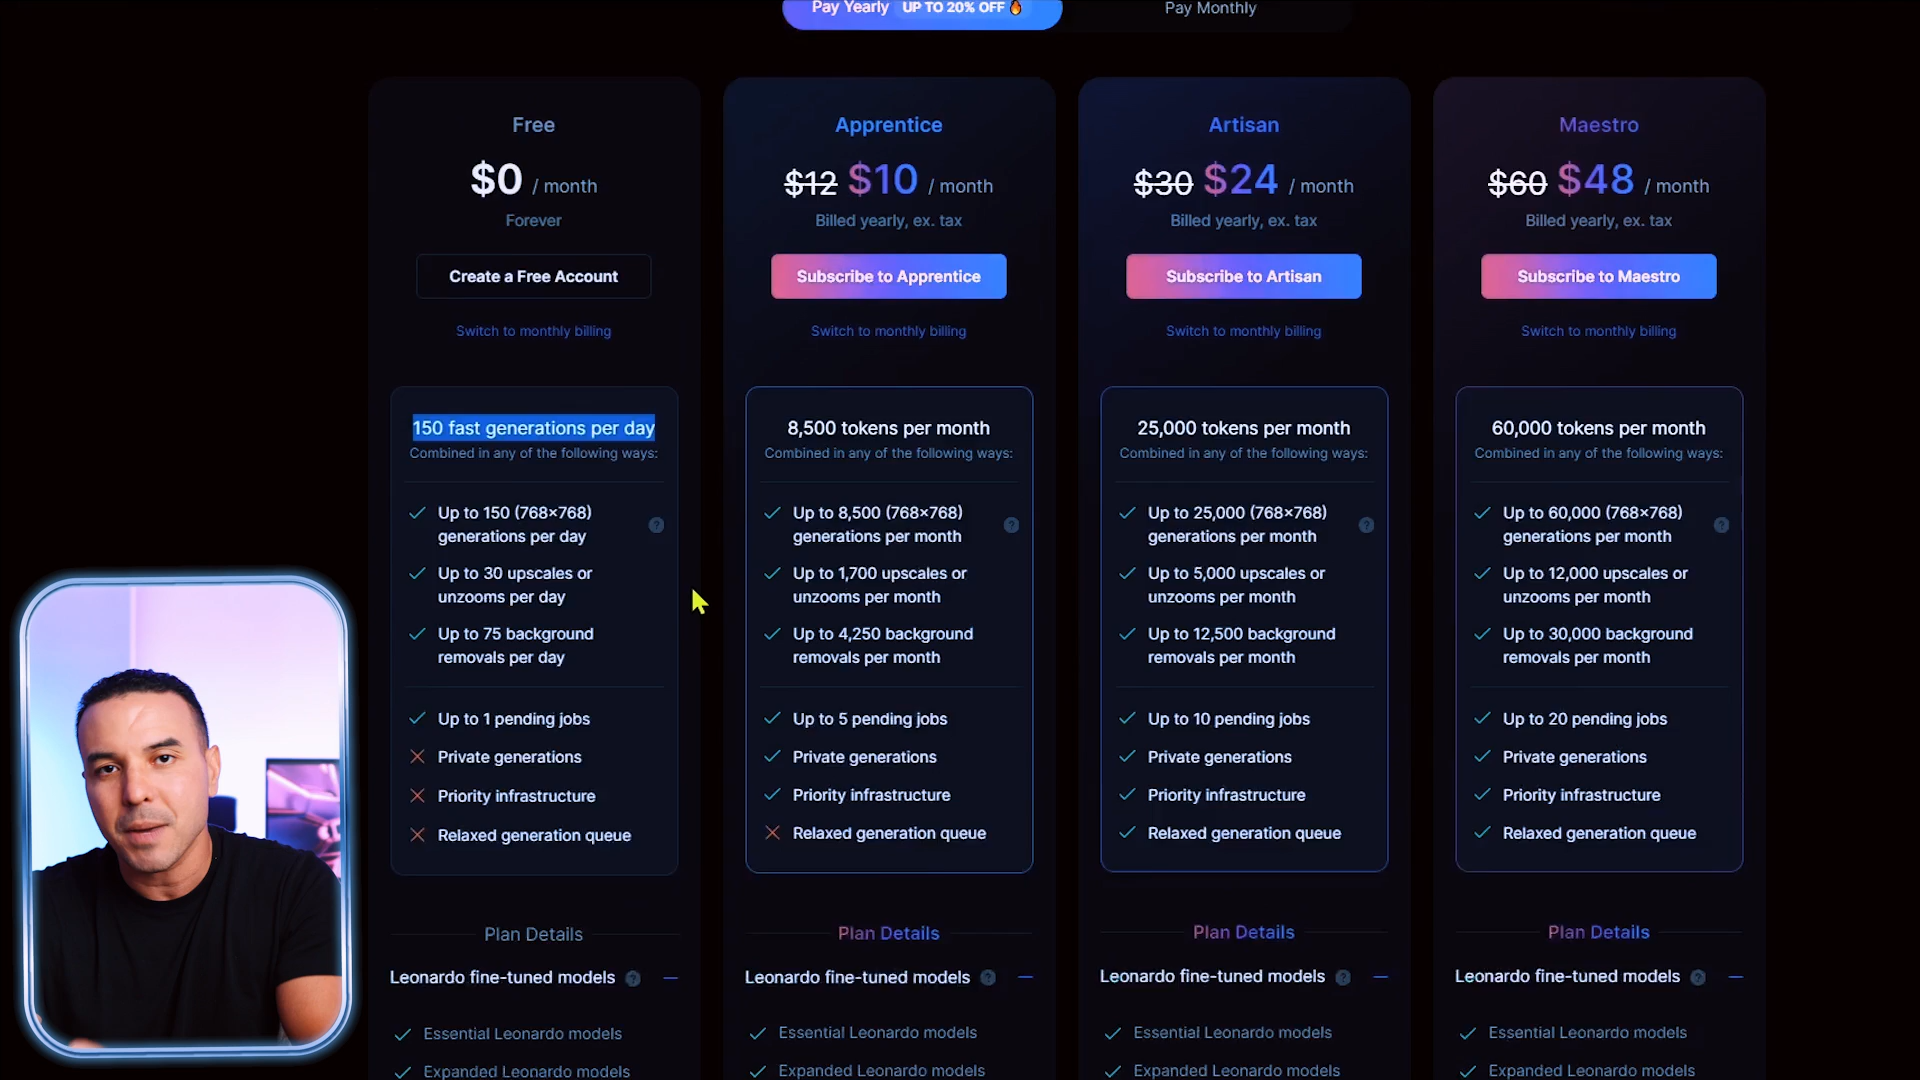 Pay Yearly UP TO 20% OFF🔥
Pay Monthly
Free
$0 / month
Forever
Create a Free Account
Switch to monthly billing
150 fast generations per day
Combined in any of the following ways:
Up to 150 (768×768)
generations per day
?
Up to 30 upscales or
unzooms per day
Up to 75 background
removals per day
Up to 1 pending jobs
Private generations
Priority infrastructure
Relaxed generation queue
Plan Details
Leonardo fine-tuned models ?
Essential Leonardo models
Expanded Leonardo models
Apprentice
$12 $10 / month
Billed yearly, ex. tax
Subscribe to Apprentice
Switch to monthly billing
8,500 tokens per month
Combined in any of the following ways:
Up to 8,500 (768×768)
generations per month
?
Up to 1,700 upscales or
unzooms per month
Up to 4,250 background
removals per month
Up to 5 pending jobs
Private generations
Priority infrastructure
Relaxed generation queue
Plan Details
Leonardo fine-tuned models ?
Essential Leonardo models
Expanded Leonardo models
Artisan
$30 $24 / month
Billed yearly, ex. tax
Subscribe to Artisan
Switch to monthly billing
25,000 tokens per month
Combined in any of the following ways:
Up to 25,000 (768×768)
generations per month
?
Up to 5,000 upscales or
unzooms per month
Up to 12,500 background
removals per month
Up to 10 pending jobs
Private generations
Priority infrastructure
Relaxed generation queue
Plan Details
Leonardo fine-tuned models ?
Essential Leonardo models
Expanded Leonardo models
Maestro
$60 $48 / month
Billed yearly, ex. tax
Subscribe to Maestro
Switch to monthly billing
60,000 tokens per month
Combined in any of the following ways:
Up to 60,000 (768×768)
generations per month
?
Up to 12,000 upscales or
unzooms per month
Up to 30,000 background
removals per month
Up to 20 pending jobs
Private generations
Priority infrastructure
Relaxed generation queue
Plan Details
Leonardo fine-tuned models ?
Essential Leonardo models
Expanded Leonardo models